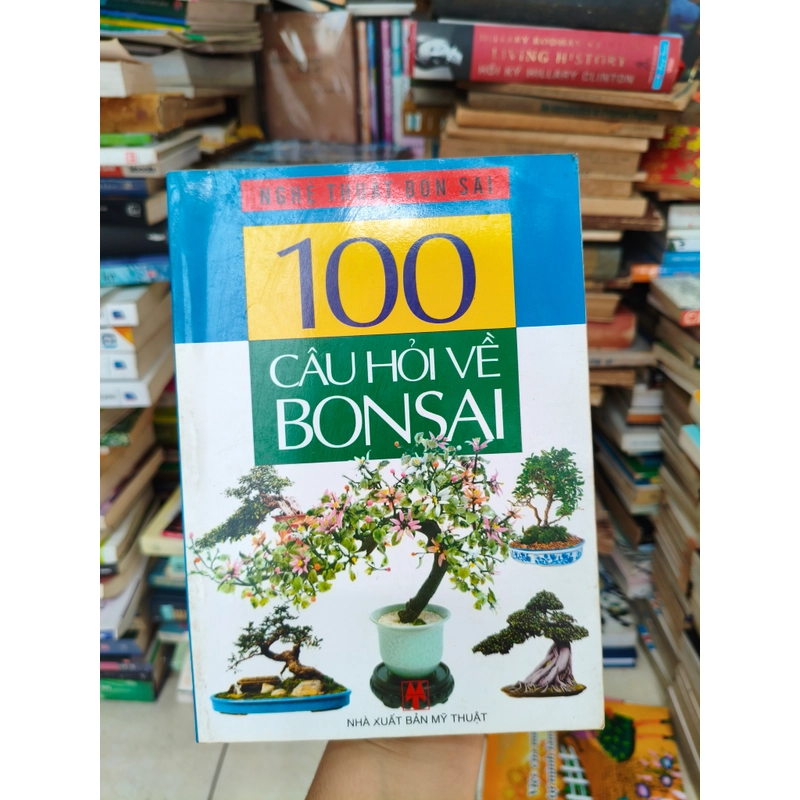 LIVING HISTORY
HỒI KÝ HILLARY CLINTON
NGHỆ THUẬT BON SAI
100
CÂU HỎI VỀ
BONSAI
NHÀ XUẤT BẢN MỸ THUẬT